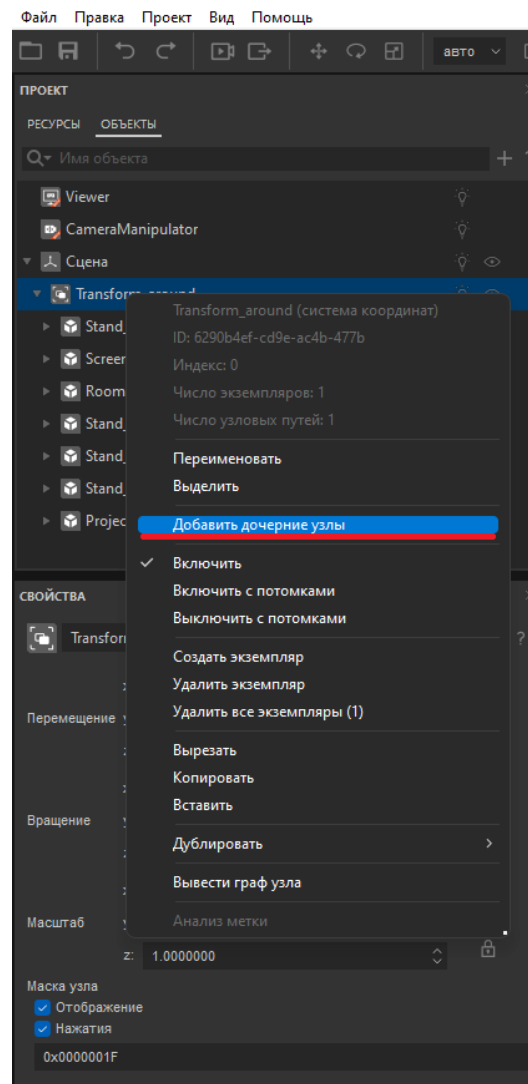 Файл Правка Проект Вид Помощь
авто
ПРОЕКТ
РЕСУРСЫ ОБЪЕКТЫ
Имя объекта
Viewer
CameraManipulator
Сцена
Transform_around
Transform_around (система координат)
Stand_
ID: 6290b4ef-cd9e-ac4b-477b
Screen
Индекс: 0
Room
Число экземпляров: 1
Stand_
Число узловых путей: 1
Stand_
Переименовать
Stand_
Выделить
Projec
Добавить дочерние узлы
Включить
СВОЙСТВА
Включить с потомками
Выключить с потомками
Transfor
?
Создать экземпляр
Удалить экземпляр
Перемещение
Удалить все экземпляры (1)
Вырезать
Копировать
Вставить
Вращение
Дублировать
Вывести граф узла
Масштаб
Анализ метки
z: 1.0000000
Маска узла
Отображение
Нажатия
0x0000001F